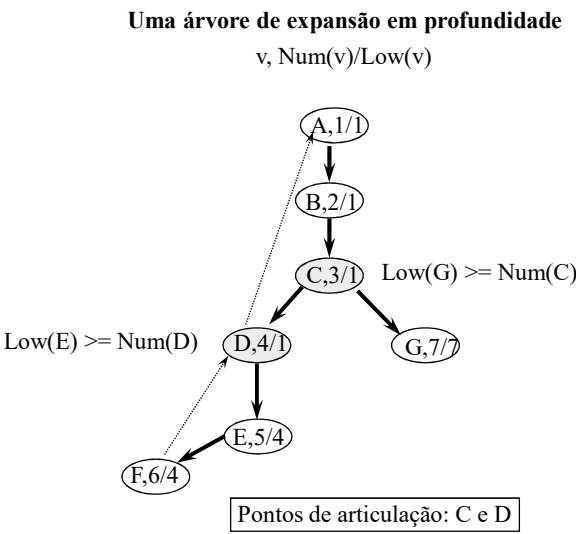 Uma árvore de expansão em profundidade
v, Num(v)/Low(v)
A,1/1
B,2/1
C,3/1
Low(G) >= Num(C)
Low(E) >= Num(D)
D,4/1
G,7/7
E,5/4
F,6/4
Pontos de articulação: C e D